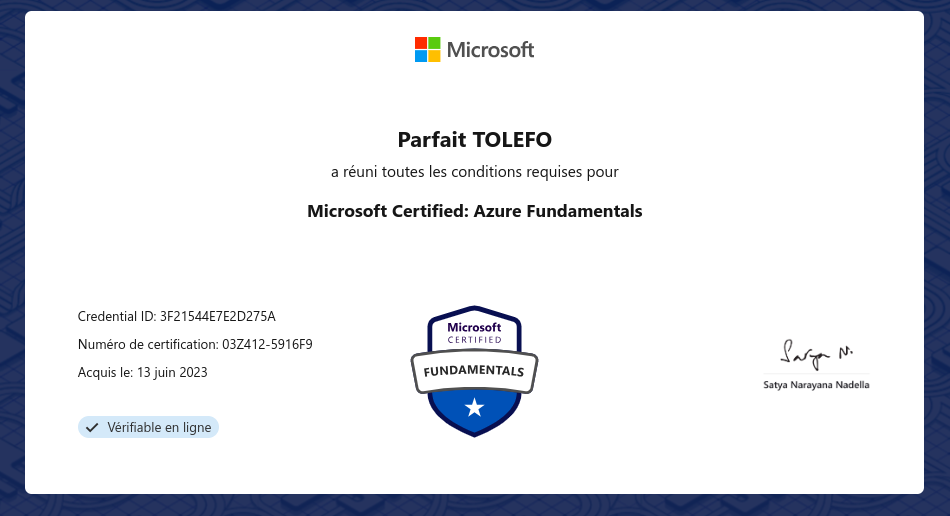 Microsoft
Parfait TOLEFO
a réuni toutes les conditions requises pour
Microsoft Certified: Azure Fundamentals
Credential ID: 3F21544E7E2D275A
Numéro de certification: 03Z412-5916F9
Acquis le: 13 juin 2023
Vérifiable en ligne
Microsoft
CERTIFIED
FUNDAMENTALS
Satya N.
Satya Narayana Nadella